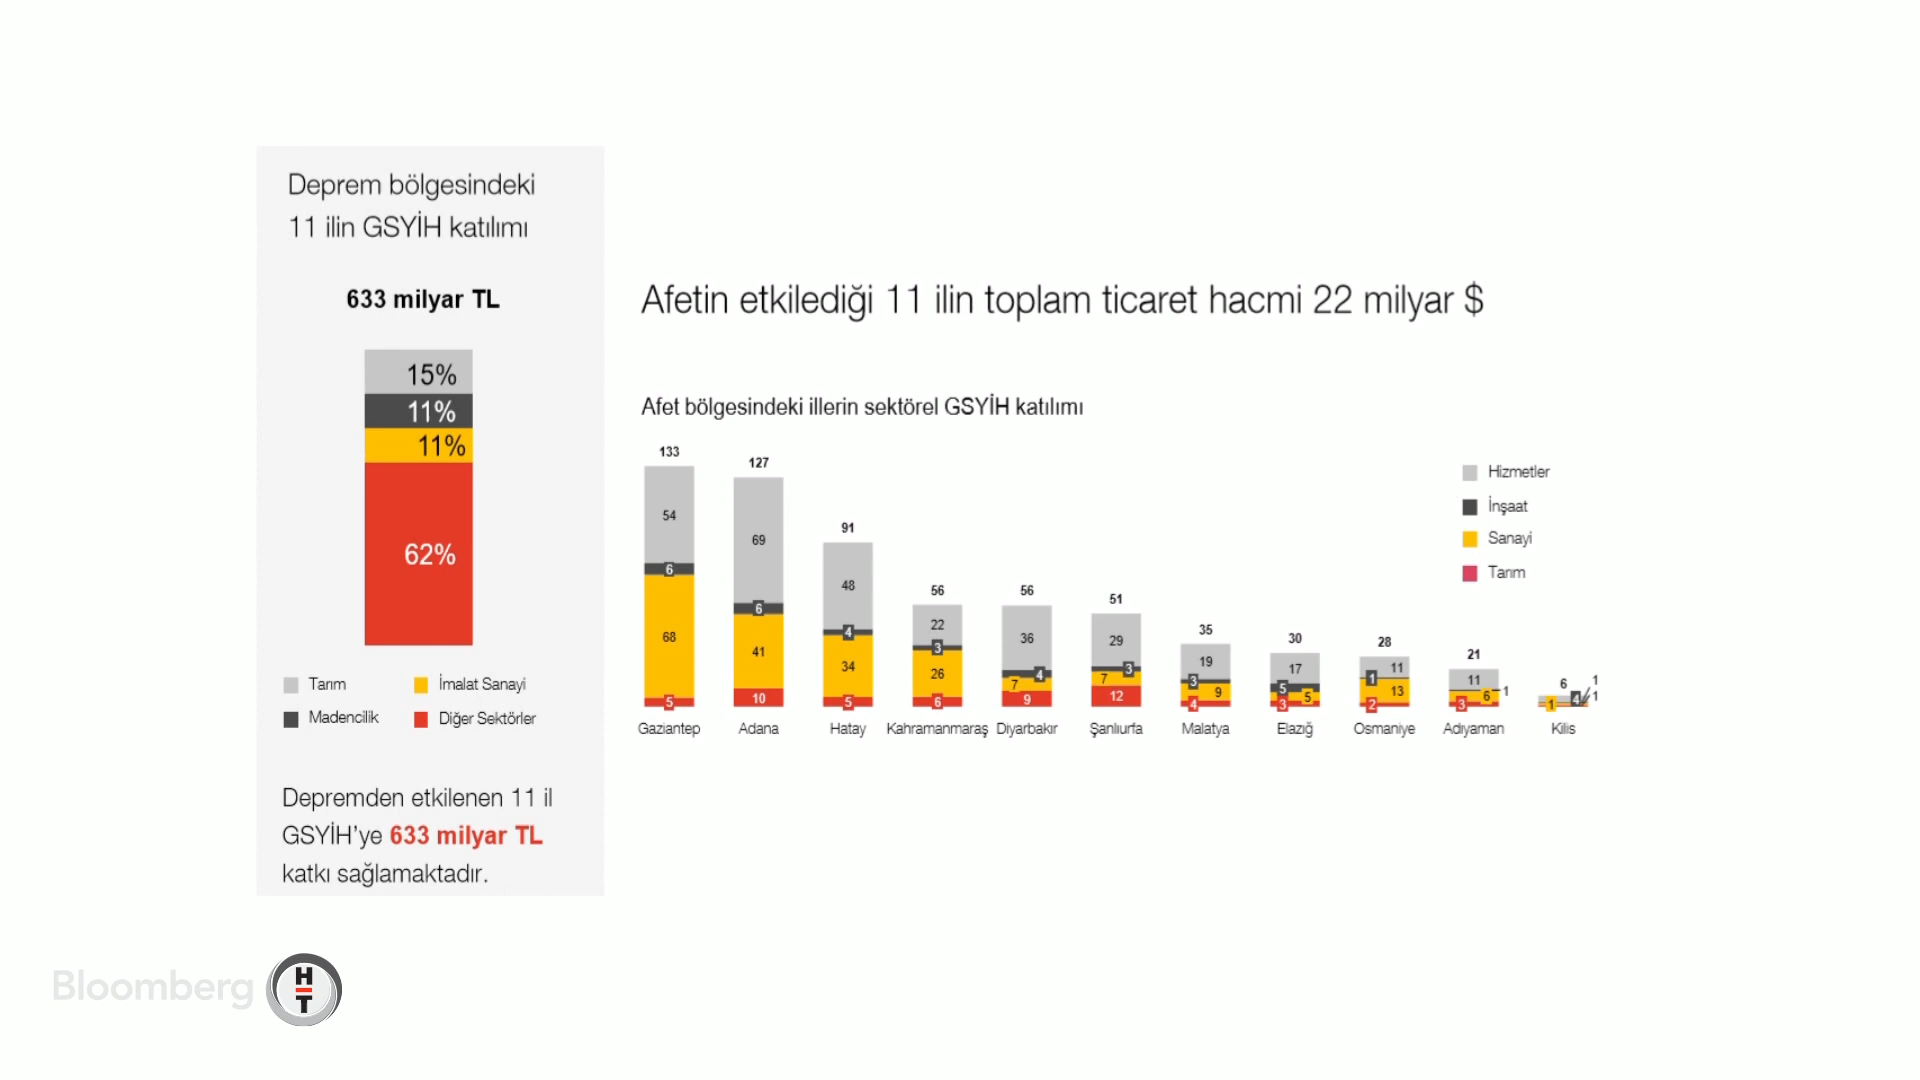 Deprem bölgesindeki
11 ilin GSYİH katılımı
633 milyar TL
15%
11%
11%
62%
Tarım
İmalat Sanayi
Madencilik
Diğer Sektörler
Depremden etkilenen 11 il
GSYİH'ye 633 milyar TL
katkı sağlamaktadır.
Afetin etkilediği 11 ilin toplam ticaret hacmi 22 milyar $
Afet bölgesindeki illerin sektörel GSYİH katılımı
133
54
6
68
5
Gaziantep
127
69
6
41
10
Adana
91
48
4
34
5
Hatay
56
22
3
26
6
Kahramanmaraş
56
36
4
7
9
Diyarbakır
51
29
3
7
12
Şanlıurfa
35
19
3
9
4
Malatya
30
17
5
5
3
Elazığ
28
11
1
13
2
Osmaniye
21
11
1
6
3
Adıyaman
6
1
4
1
1
Kilis
Hizmetler
İnşaat
Sanayi
Tarım
Bloomberg HT